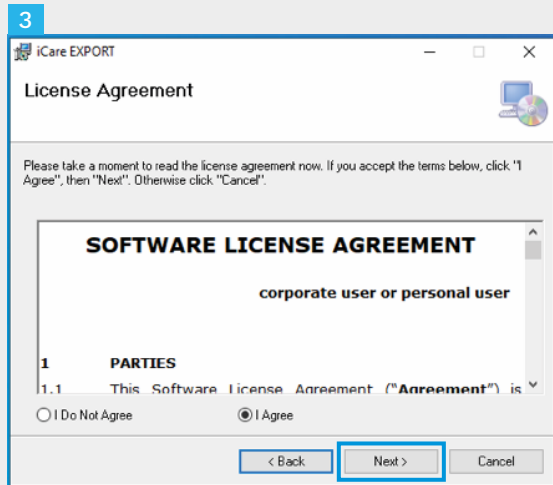 3
iCare EXPORT
License Agreement
Please take a moment to read the license agreement now. If you accept the terms below, click "I
Agree", then "Next". Otherwise click "Cancel".
SOFTWARE LICENSE AGREEMENT
corporate user or personal user
1 PARTIES
1.1 This Software License Agreement ("Agreement") is
I Do Not Agree I Agree
< Back Next > Cancel